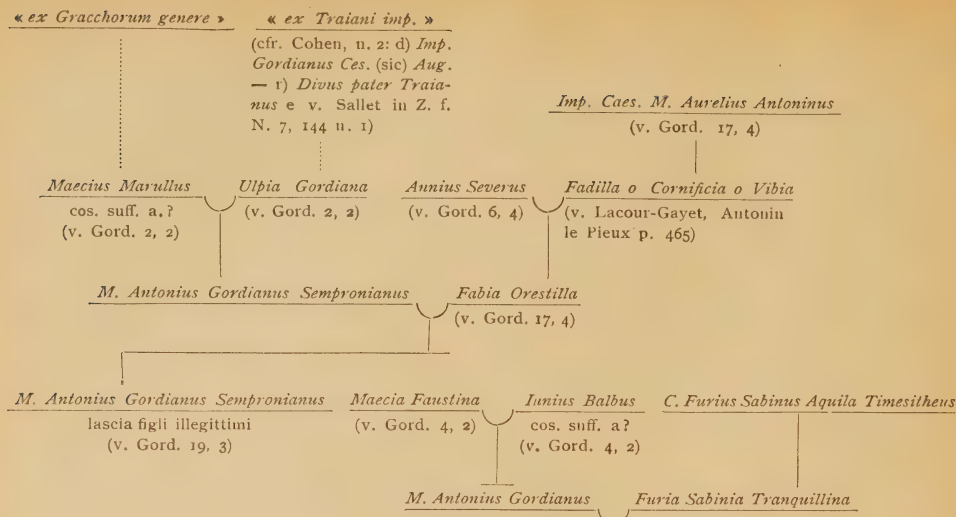 « ex Gracchorum genere »
« ex Traiani imp. »
(cfr. Cohen, n. 2: d) Imp.
Gordianus Ces. (sic) Aug.
— r) Divus pater Traia-
nus e v. Sallet in Z. f.
N. 7, 144 n. 1)
Imp. Caes. M. Aurelius Antoninus
(v. Gord. 17, 4)
Maecius Marullus
cos. suff. a.?
(v. Gord. 2, 2)
Ulpia Gordiana
(v. Gord. 2, 2)
Annius Severus
(v. Gord. 6, 4)
Fadilla o Cornificia o Vibia
(v. Lacour-Gayet, Antonin
le Pieux p. 465)
M. Antonius Gordianus Sempronianus
Fabia Orestilla
(v. Gord. 17, 4)
M. Antonius Gordianus Sempronianus
lascia figli illegittimi
(v. Gord. 19, 3)
Maecia Faustina
(v. Gord. 4, 2)
Iunius Balbus
cos. suff. a?
(v. Gord. 4, 2)
C. Furius Sabinus Aquila Timesitheus
M. Antonius Gordianus
Furia Sabinia Tranquillina